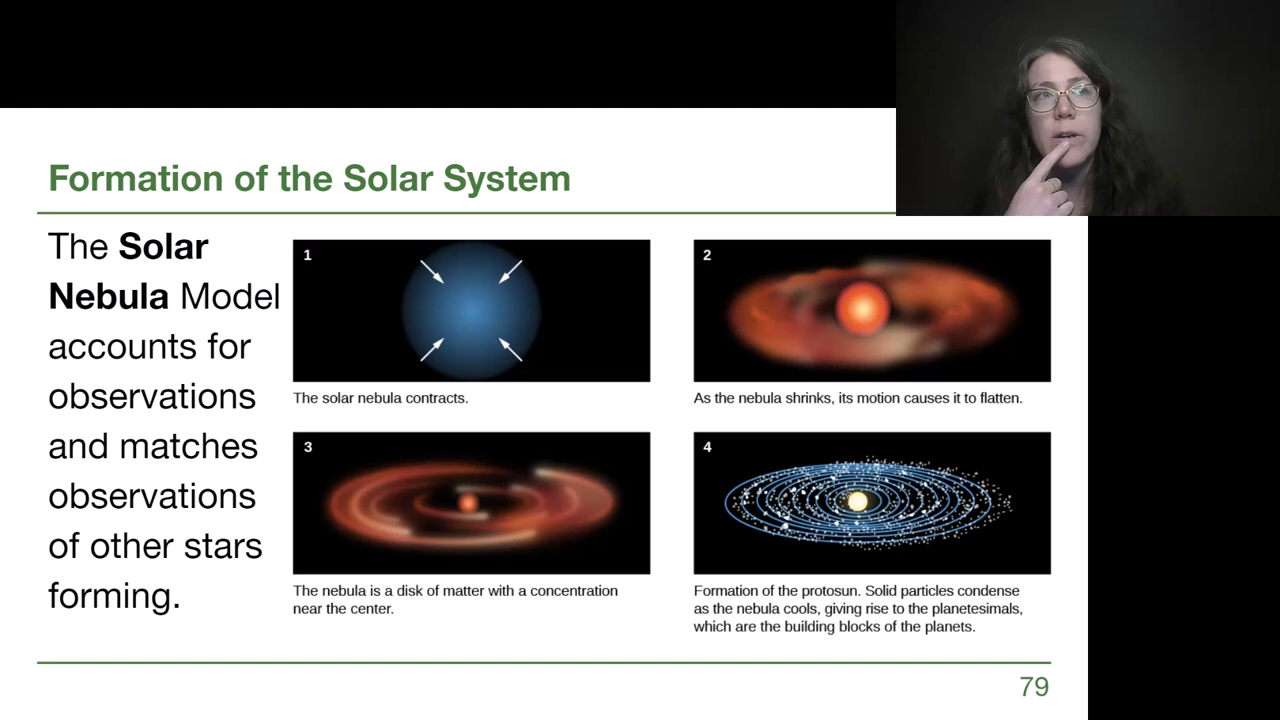 Formation of the Solar System
The Solar
Nebula Model
accounts for
observations
and matches
observations
of other stars
forming.
1
The solar nebula contracts.
2
As the nebula shrinks, its motion causes it to flatten.
3
The nebula is a disk of matter with a concentration
near the center.
4
Formation of the protosun. Solid particles condense
as the nebula cools, giving rise to the planetesimals,
which are the building blocks of the planets.
79